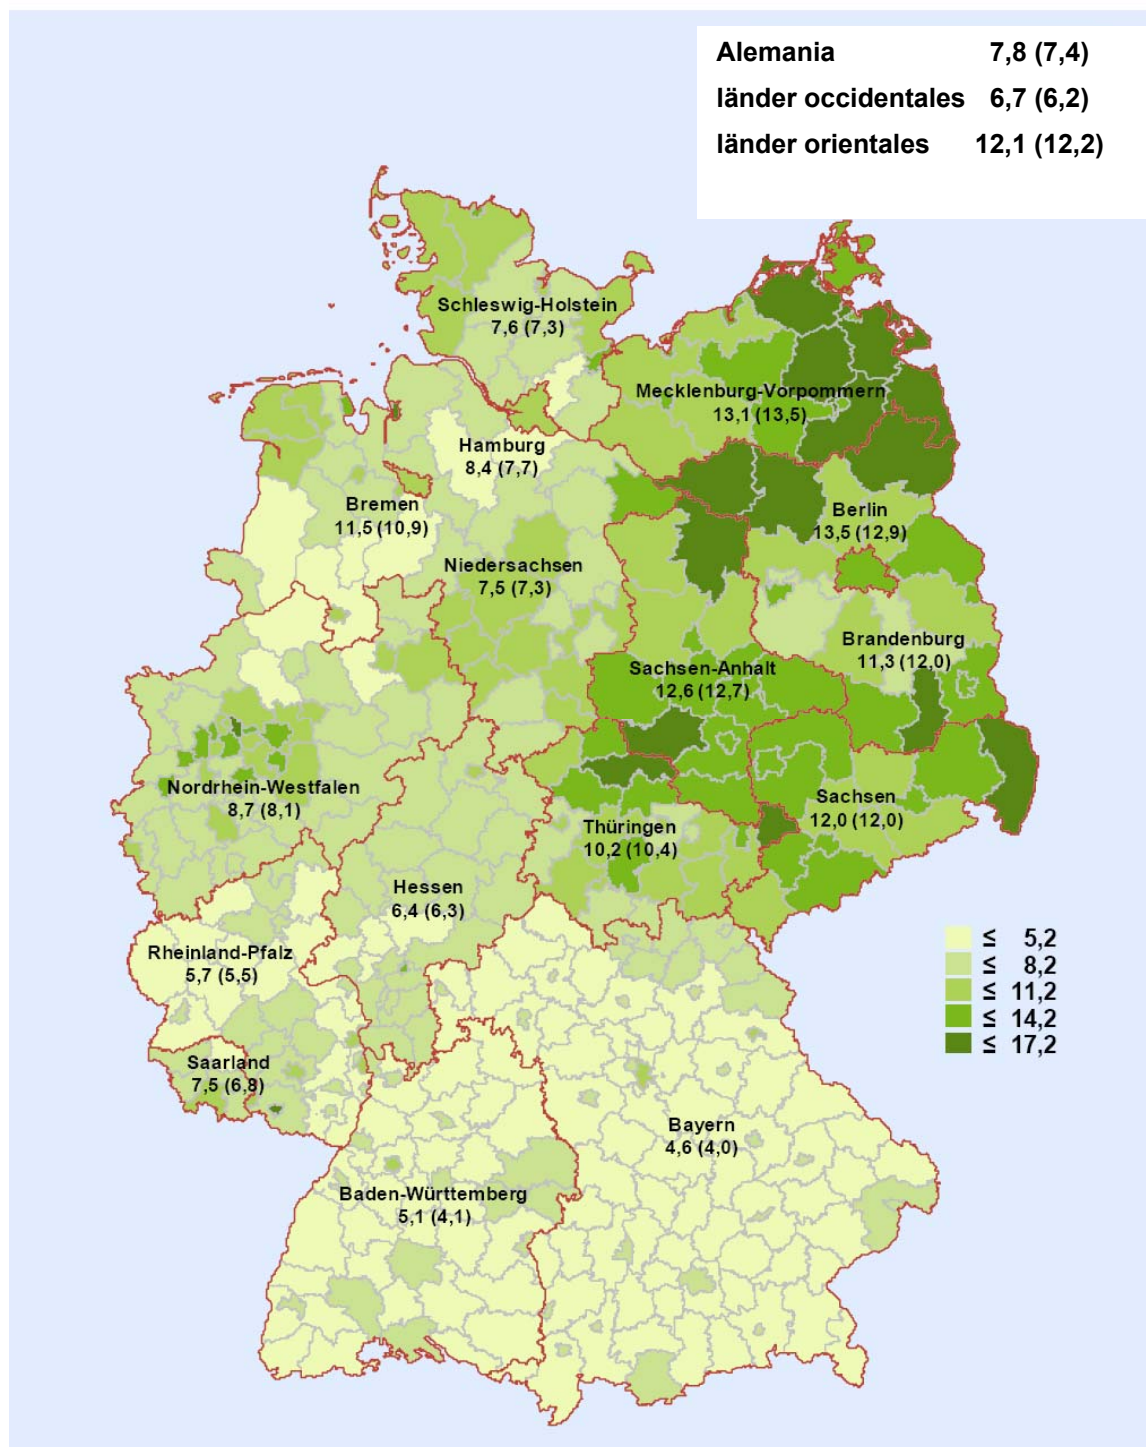 Alemania 7,8 (7,4)
länder occidentales 6,7 (6,2)
länder orientales 12,1 (12,2)
Schleswig-Holstein
7,6 (7,3)
Mecklenburg-Vorpommern
13,1 (13,5)
Hamburg
8,4 (7,7)
Bremen
11,5 (10,9)
Berlin
13,5 (12,9)
Niedersachsen
7,5 (7,3)
Brandenburg
11,3 (12,0)
Sachsen-Anhalt
12,6 (12,7)
Nordrhein-Westfalen
8,7 (8,1)
Sachsen
12,0 (12,0)
Thüringen
10,2 (10,4)
Hessen
6,4 (6,3)
Rheinland-Pfalz
5,7 (5,5)
≤ 5,2
≤ 8,2
≤ 11,2
≤ 14,2
≤ 17,2
Saarland
7,5 (6,8)
Bayern
4,6 (4,0)
Baden-Württemberg
5,1 (4,1)